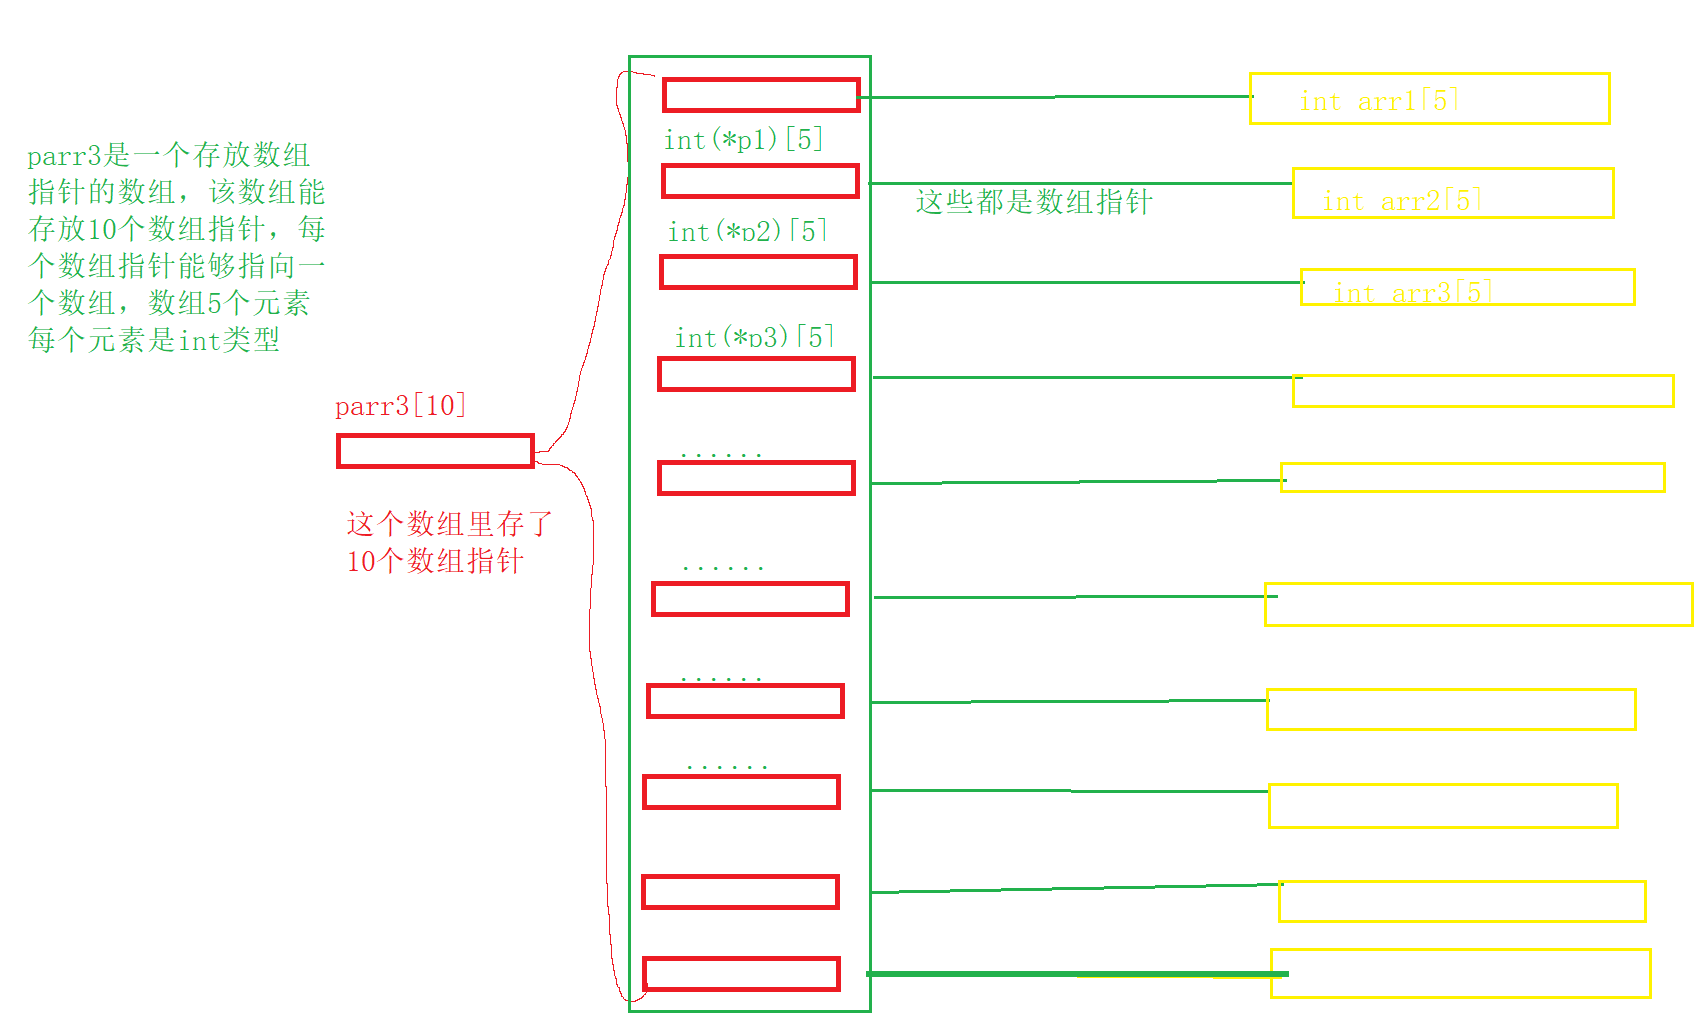 parr3是一个存放数组
指针的数组，该数组能
存放10个数组指针，每
个数组指针能够指向一
个数组，数组5个元素
每个元素是int类型
parr3[10]
这个数组里存了
10个数组指针
int(*p1)[5]
int(*p2)[5]
int(*p3)[5]
......
......
......
......
这些都是数组指针
int arr1[5]
int arr2[5]
int arr3[5]